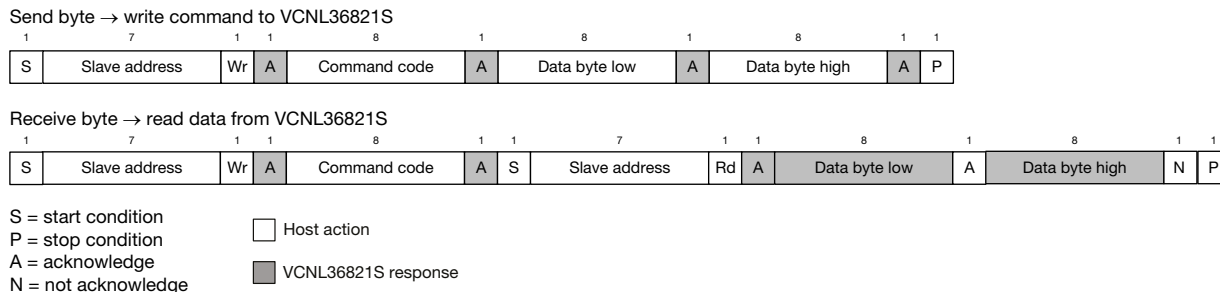 Send byte → write command to VCNL36821S
1 7 1 1 8 1 8 1 8 1 1
S Slave address Wr A Command code A Data byte low A Data byte high A P
Receive byte → read data from VCNL36821S
1 7 1 1 8 1 1 7 1 1 8 1 8 1 1
S Slave address Wr A Command code A S Slave address Rd A Data byte low A Data byte high N P
S = start condition
P = stop condition
A = acknowledge
N = not acknowledge
Host action
VCNL36821S response